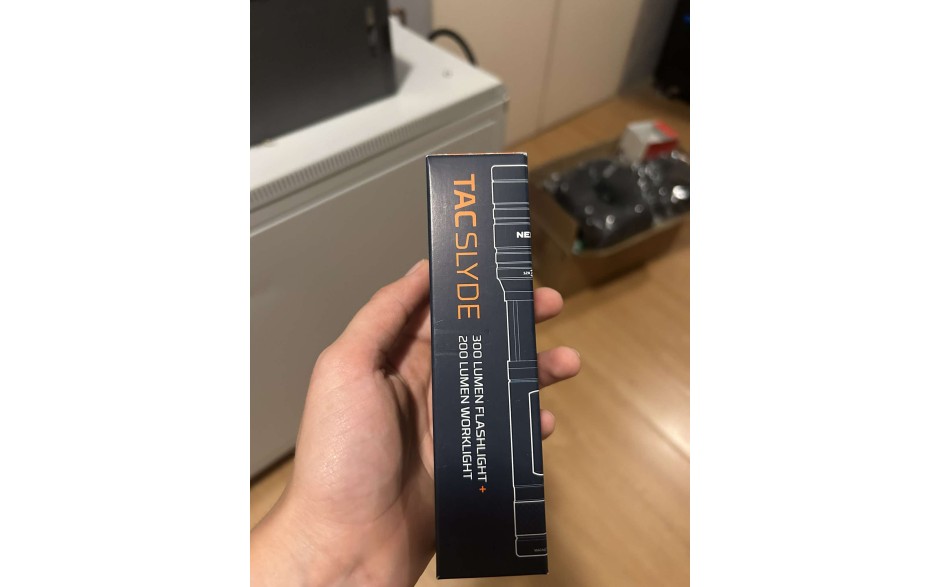 TAC SLYDE
300 LUMEN FLASHLIGHT +
200 LUMEN WORKLIGHT